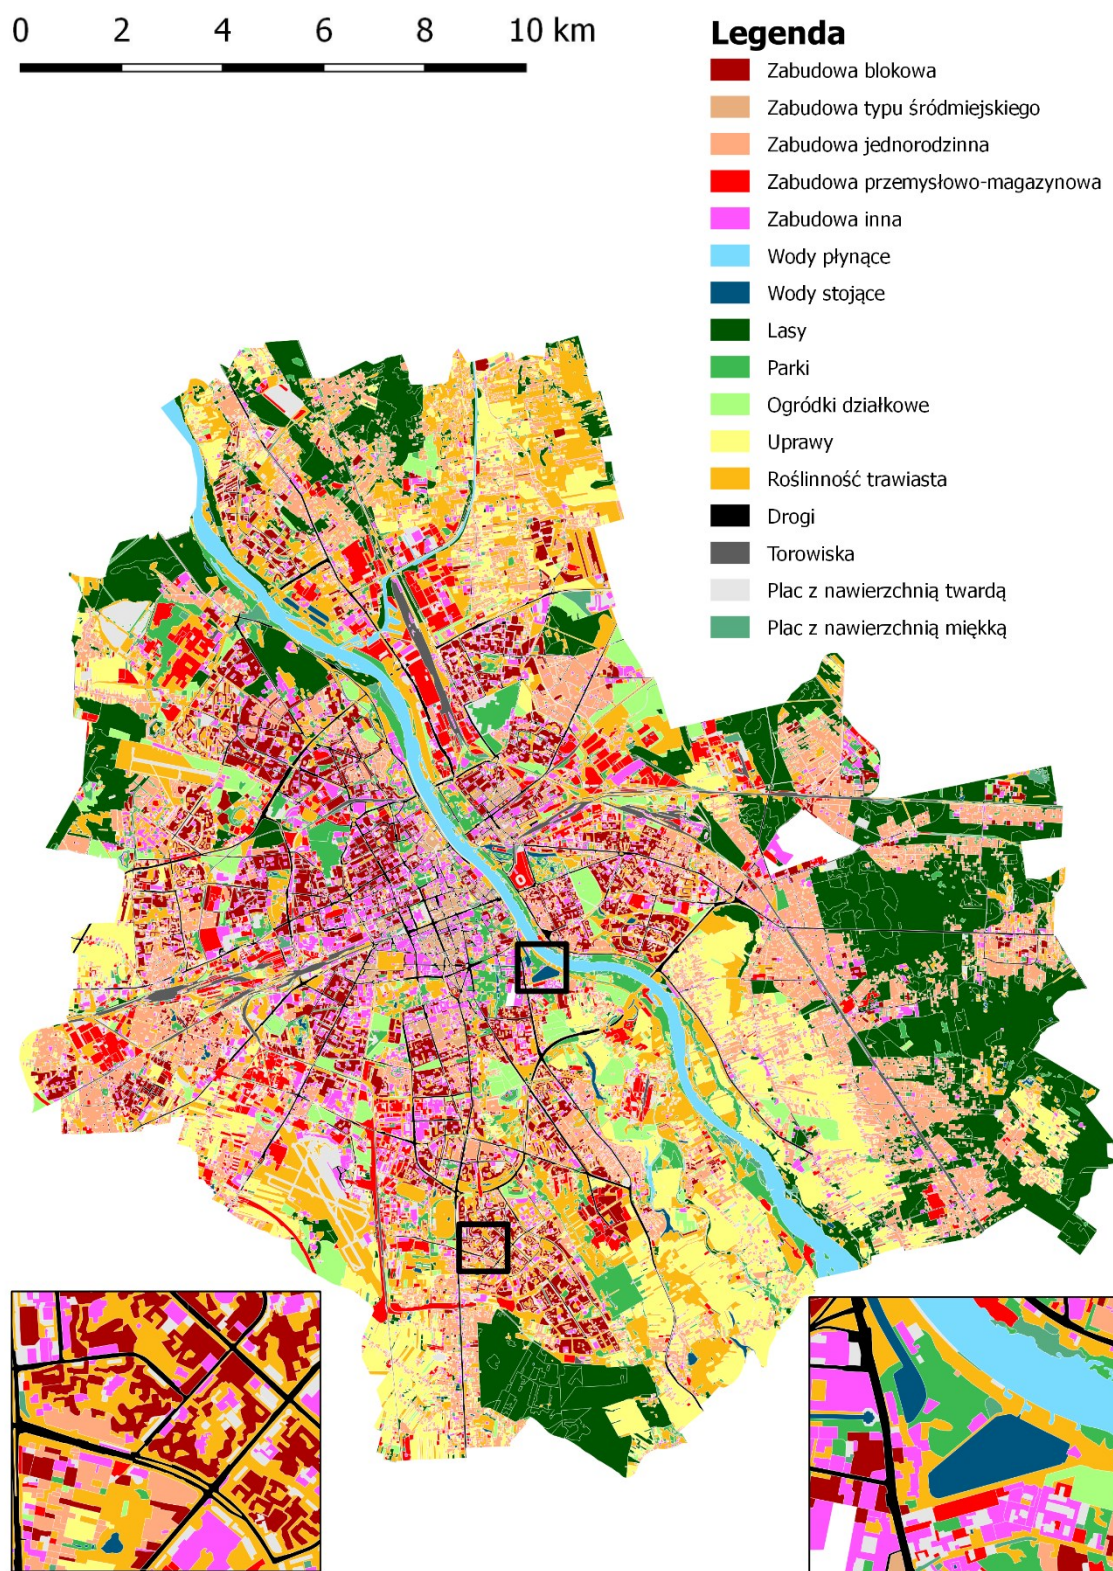 0 2 4 6 8 10 km
Legenda
Zabudowa blokowa
Zabudowa typu śródmiejskiego
Zabudowa jednorodzinna
Zabudowa przemysłowo-magazynowa
Zabudowa inna
Wody płynące
Wody stojące
Lasy
Parki
Ogródki działkowe
Uprawy
Roślinność trawiasta
Drogi
Torowiska
Plac z nawierzchnią twardą
Plac z nawierzchnią miękką